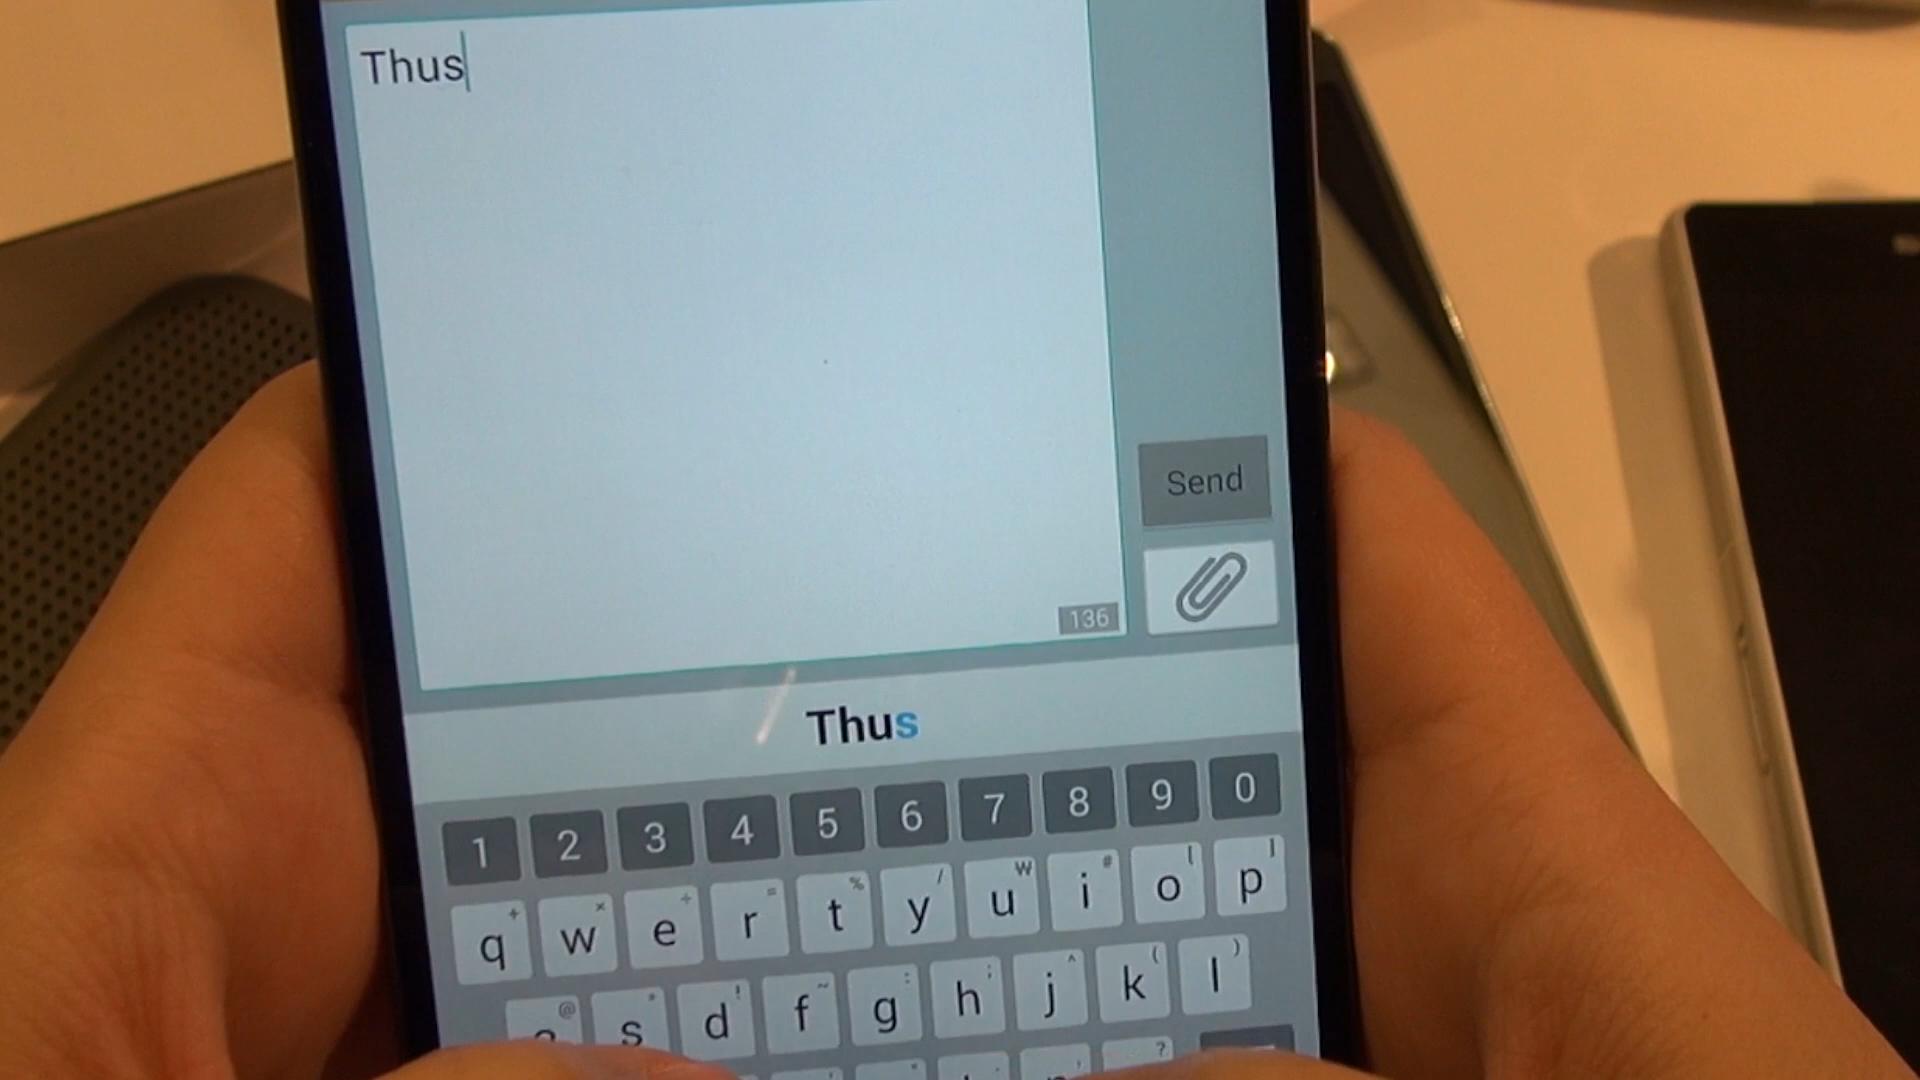 Thus
Send
136
Thus
1 2 3 4 5 6 7 8 9 0
+ × ÷ = % / ₩ # [ ]
q w e r t y u i o p
@ * ! ~ : ; ^ ( )
s d f g h j k l
?